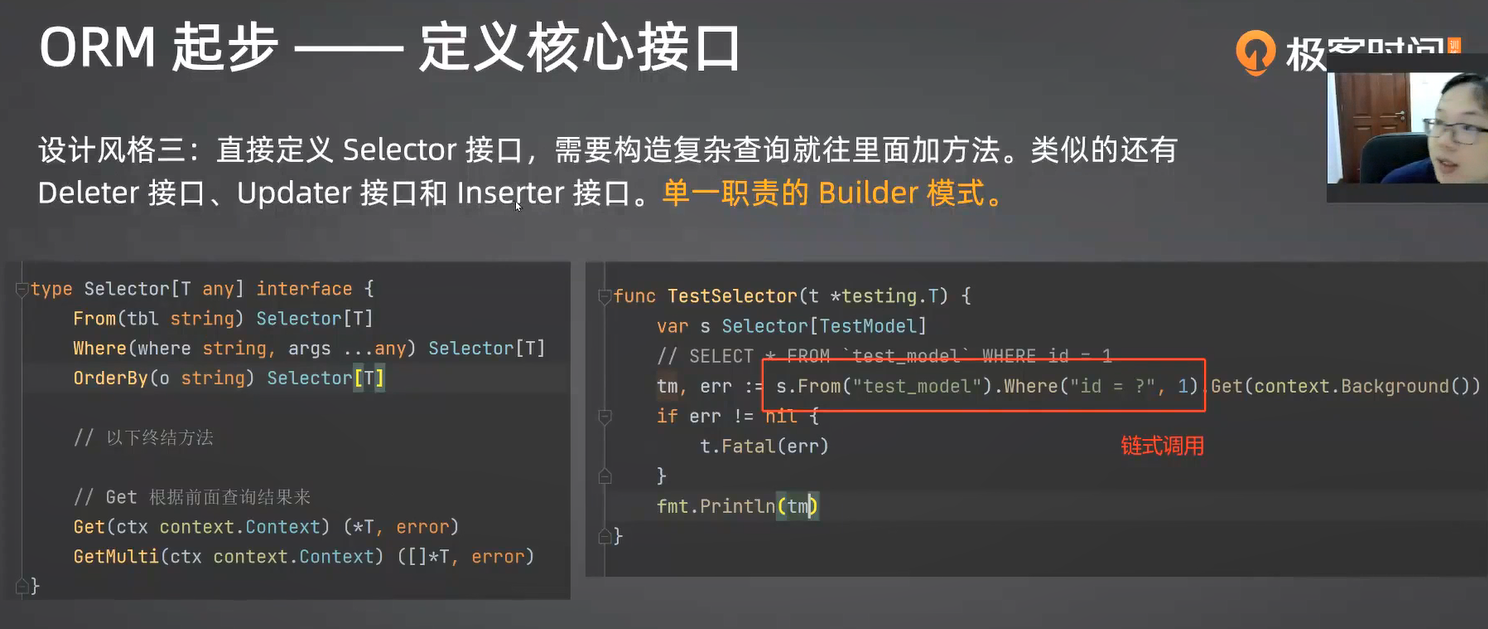 ORM 起步 —— 定义核心接口
极客时间
设计风格三：直接定义 Selector 接口，需要构造复杂查询就往里面加方法。类似的还有
Deleter 接口、Updater 接口和 Inserter 接口。单一职责的 Builder 模式。
type Selector[T any] interface {
From(tbl string) Selector[T]
Where(where string, args ...any) Selector[T]
OrderBy(o string) Selector[T]
// 以下终结方法
// Get 根据前面查询结果来
Get(ctx context.Context) (*T, error)
GetMulti(ctx context.Context) ([]*T, error)
}
func TestSelector(t *testing.T) {
var s Selector[TestModel]
// SELECT * FROM `test_model` WHERE id = 1
tm, err := s.From("test_model").Where("id = ?", 1).Get(context.Background())
if err != nil {
t.Fatal(err)
}
fmt.Println(tm)
}
链式调用